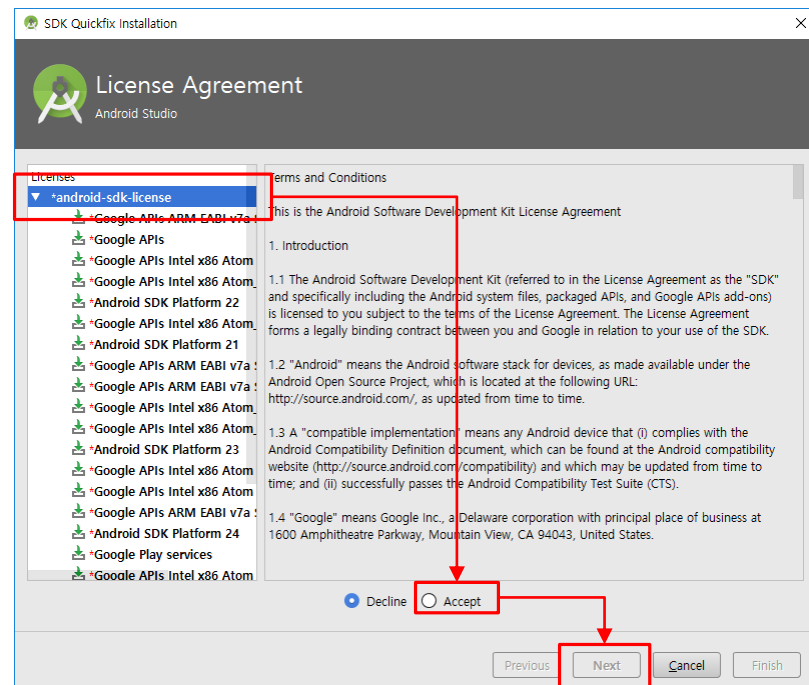 SDK Quickfix Installation
License Agreement
Android Studio
Licenses
*android-sdk-license
*Google APIs ARM EABI v7a
*Google APIs
*Google APIs Intel x86 Atom
*Google APIs Intel x86 Atom_
*Android SDK Platform 22
*Google APIs Intel x86 Atom_
*Android SDK Platform 21
*Google APIs ARM EABI v7a S
*Google APIs ARM EABI v7a S
*Google APIs Intel x86 Atom_
*Google APIs Intel x86 Atom_
*Android SDK Platform 23
*Google APIs Intel x86 Atom
*Google APIs Intel x86 Atom
*Google APIs ARM EABI v7a S
*Android SDK Platform 24
*Google Play services
*Google APIs Intel x86 Atom
Terms and Conditions
This is the Android Software Development Kit License Agreement
1. Introduction
1.1 The Android Software Development Kit (referred to in the License Agreement as the "SDK"
and specifically including the Android system files, packaged APIs, and Google APIs add-ons)
is licensed to you subject to the terms of the License Agreement. The License Agreement
forms a legally binding contract between you and Google in relation to your use of the SDK.
1.2 "Android" means the Android software stack for devices, as made available under the
Android Open Source Project, which is located at the following URL:
http://source.android.com/, as updated from time to time.
1.3 A "compatible implementation" means any Android device that (i) complies with the
Android Compatibility Definition document, which can be found at the Android compatibility
website (http://source.android.com/compatibility) and which may be updated from time to
time; and (ii) successfully passes the Android Compatibility Test Suite (CTS).
1.4 "Google" means Google Inc., a Delaware corporation with principal place of business at
1600 Amphitheatre Parkway, Mountain View, CA 94043, United States.
Decline Accept
Previous Next Cancel Finish